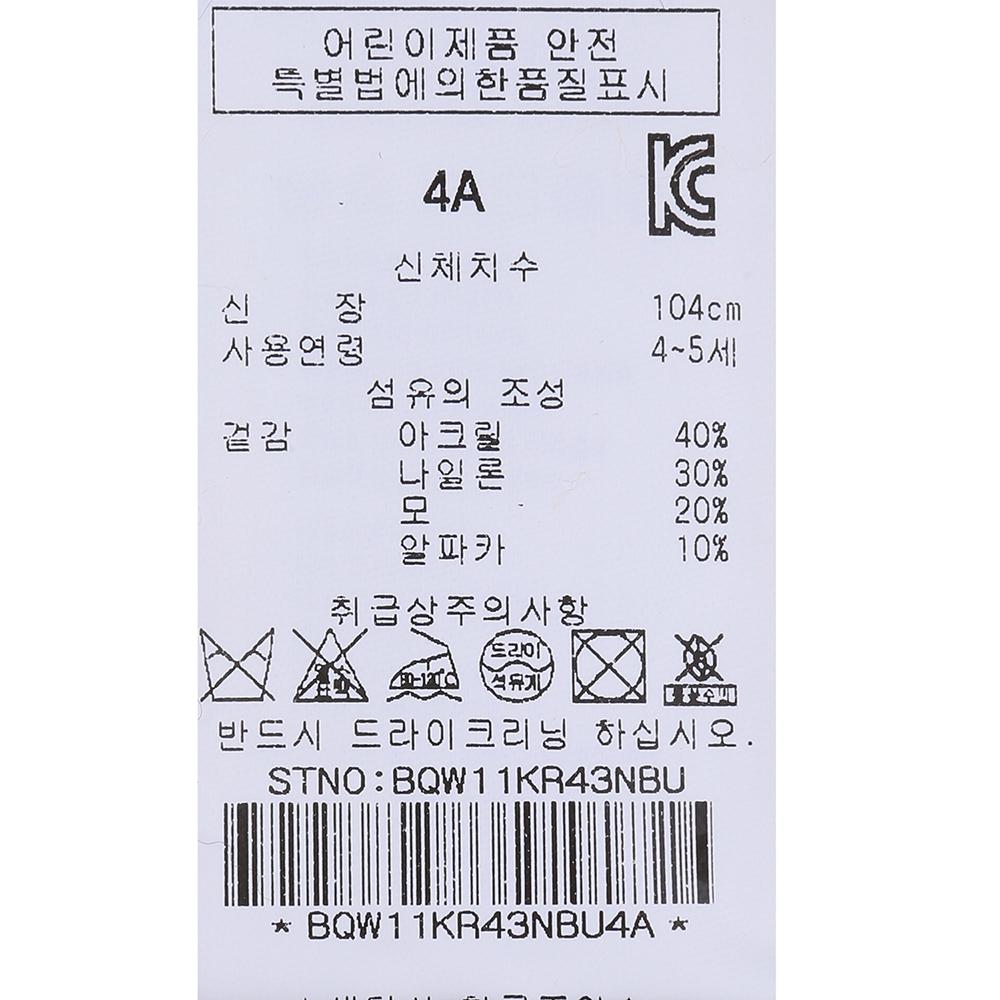 어린이제품 안전
특별법에의한품질표시
4A
신체치수
신 장 104cm
사용연령 4~5세
섬유의 조성
겉감 아크릴 40%
나일론 30%
모 20%
알파카 10%
취급상주의사항
80-120℃
드라이
석유계
반드시 드라이크리닝 하십시오.
STNO:BQW11KR43NBU
* BQW11KR43NBU4A *